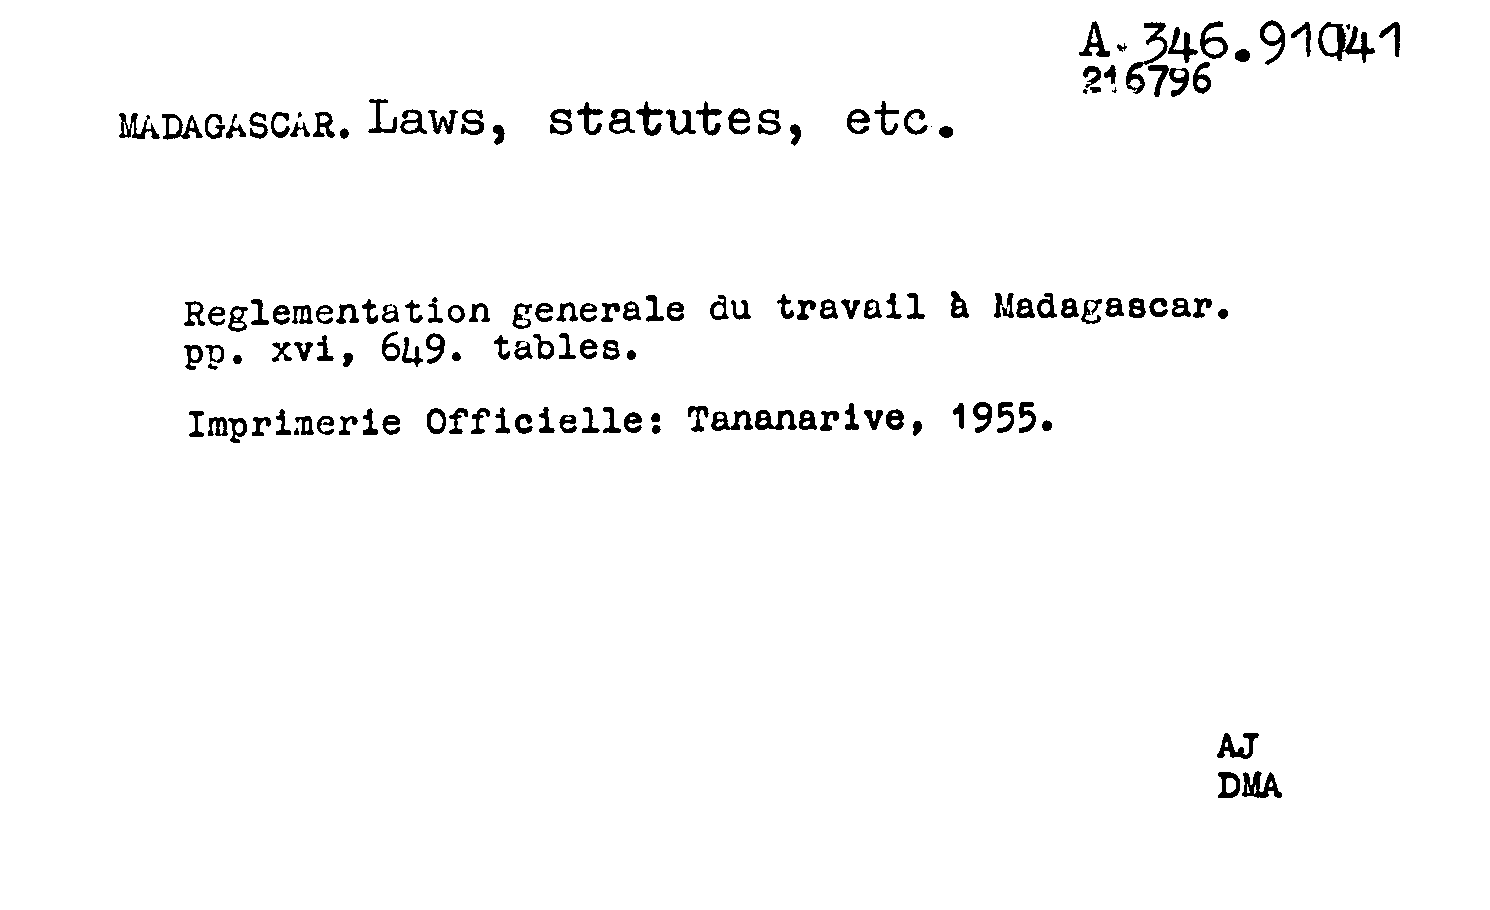 A. 346.91041
216796
MADAGASCAR. Laws, statutes, etc.
Reglementation generale du travail à Madagascar.
pp. xvi, 649. tables.
Imprimerie Officielle: Tananarive, 1955.
AJ
DMA